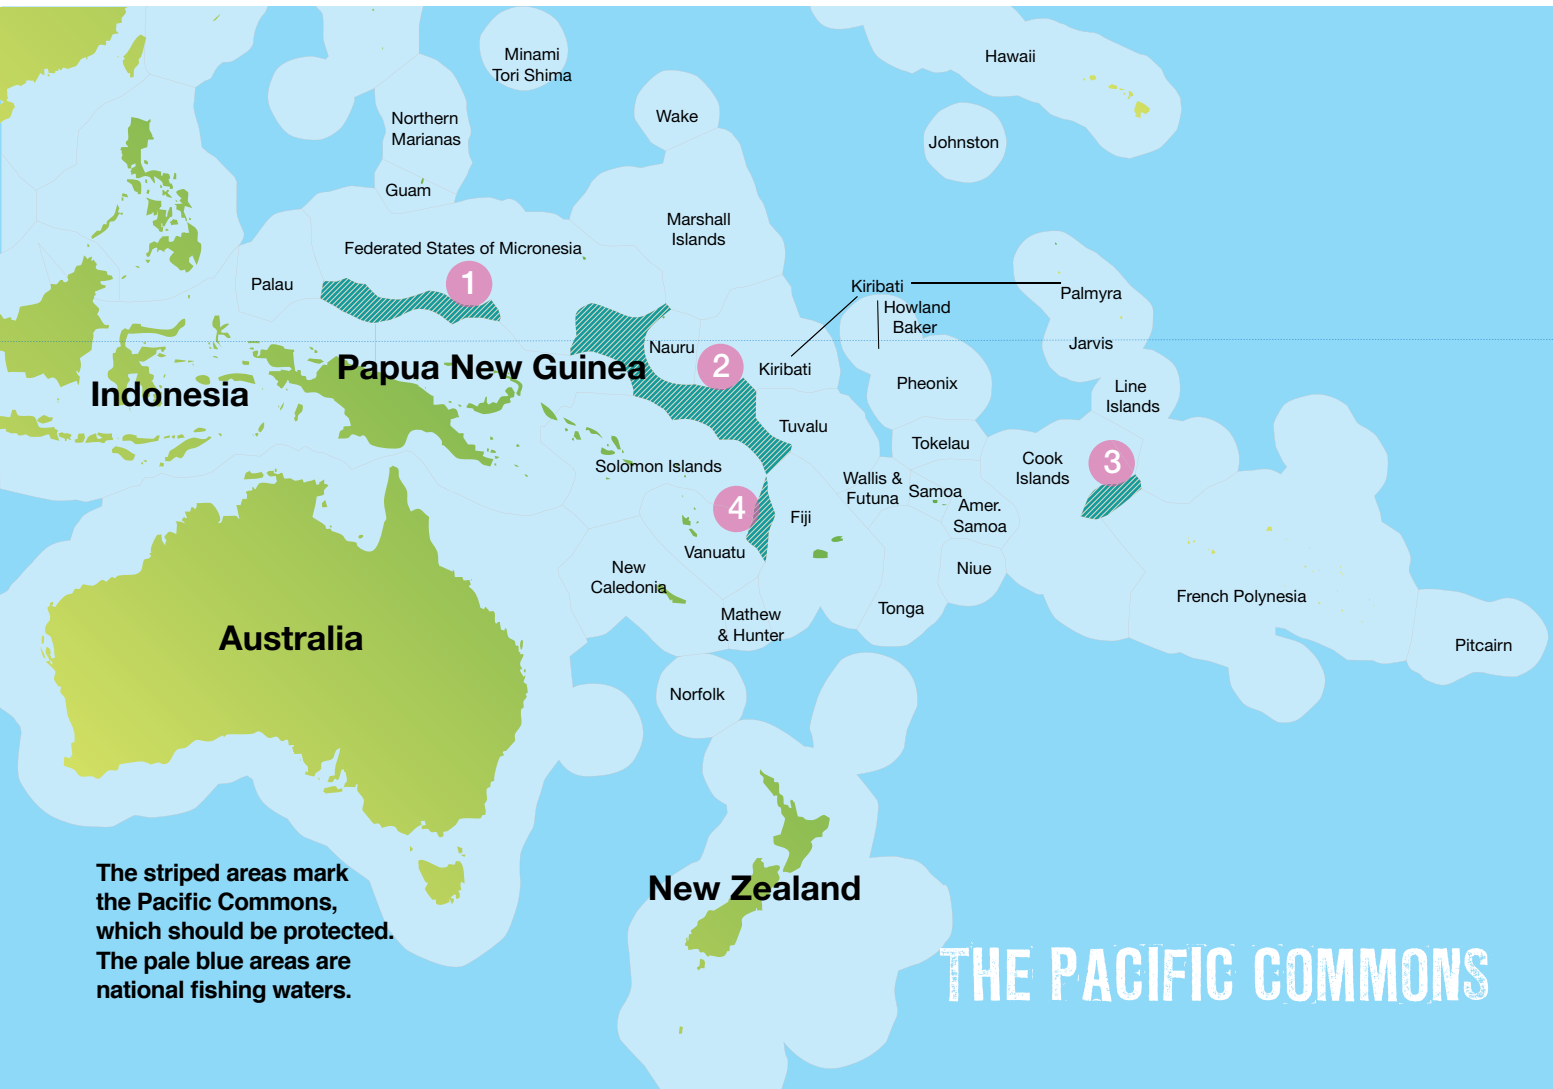 Minami
Tori Shima
Hawaii
Wake
Northern
Marianas
Johnston
Guam
Marshall
Islands
Federated States of Micronesia
Palau
1
Kiribati
Palmyra
Howland
Baker
Nauru
2
Kiribati
Jarvis
Papua New Guinea
Indonesia
Pheonix
Line
Islands
Tuvalu
Tokelau
Cook
Islands
3
Solomon Islands
Wallis &
Futuna
Samoa
Amer.
Samoa
4
Fiji
Vanuatu
New
Caledonia
Niue
French Polynesia
Mathew
& Hunter
Tonga
Australia
Pitcairn
Norfolk
The striped areas mark
the Pacific Commons,
which should be protected.
The pale blue areas are
national fishing waters.
New Zealand
THE PACIFIC COMMONS